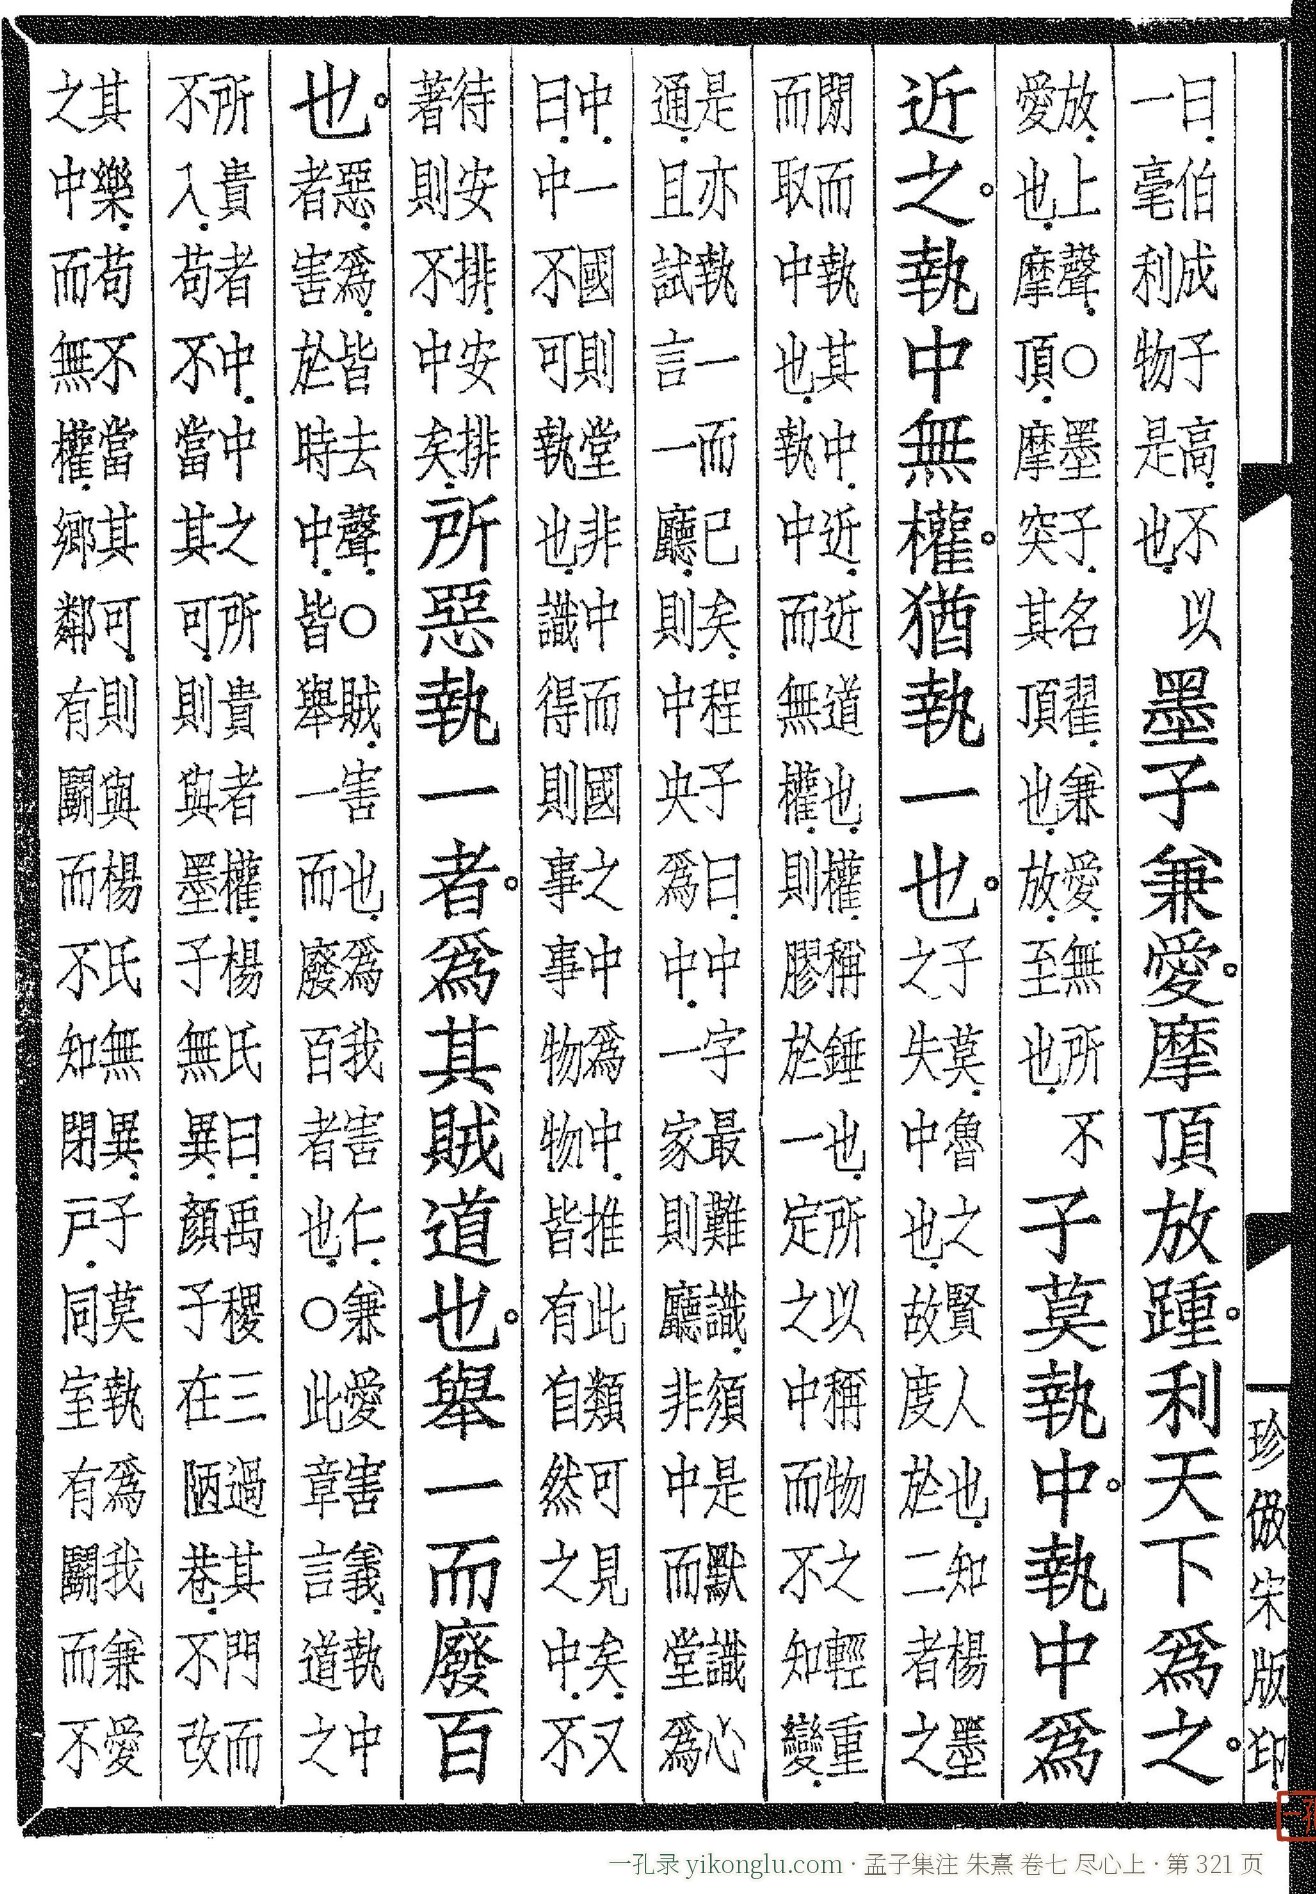 曰。伯成子高。不以
一毫利物是也。
墨子兼愛。摩頂放踵。利天下爲之。
放。上聲。○墨子。名翟。兼愛。無所不
愛也。摩頂。摩突其頂也。放。至也。
子莫執中。執中爲
近之。執中無權。猶執一也。
子莫。魯之賢人也。知楊墨
之失中也。故度於二者之
閒而執其中。近。近道也。權。稱錘也。所以稱物之輕重
而取中也。執中而無權。則膠於一定之中而不知變。
是亦執一而已矣。程子曰。中字最難識。須是默識心
通。且試言一廳。則中央爲中。一家則廳非中而堂爲
中。一國則堂非中而國之中爲中。推此類可見矣。又
曰。中不可執也。識得則事事物物皆有自然之中。不
待安排。安排
著則不中矣。
所惡執一者。爲其賊道也。舉一而廢百
也。
惡。爲。皆去聲。○賊。害也。爲我害仁。兼愛害義。執中
者害於時中。皆舉一而廢百者也。○此章言道之
所貴者中。中之所貴者權。楊氏曰。禹稷三過其門而
不入。苟不當其可。則與墨子無異。顏子在陋巷。不改
其樂。苟不當其可。則與楊氏無異。子莫執爲我兼愛
之中而無權。鄉鄰有鬬而不知閉戶。同室有鬬而不
珍倣宋版印
一孔录 yikonglu.com · 孟子集注 朱熹 卷七 尽心上 · 第 321 页